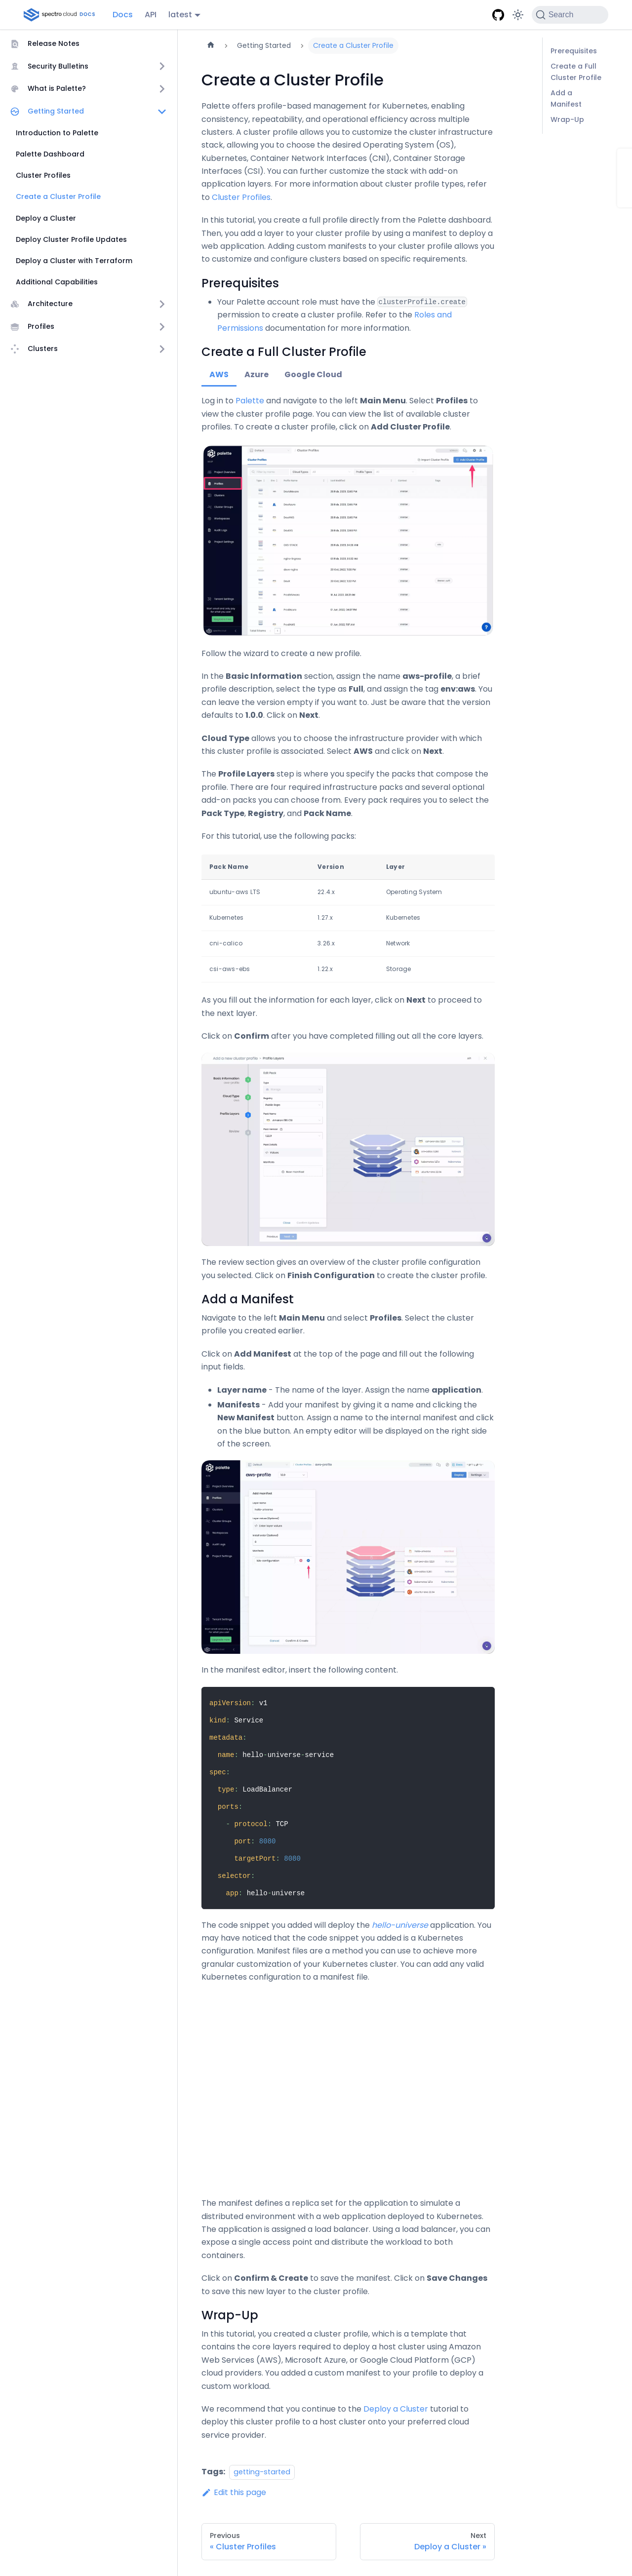 spectro cloud DOCS
Docs
API
latest
Search
Release Notes
Security Bulletins
What is Palette?
Getting Started
Introduction to Palette
Palette Dashboard
Cluster Profiles
Create a Cluster Profile
Deploy a Cluster
Deploy Cluster Profile Updates
Deploy a Cluster with Terraform
Additional Capabilities
Architecture
Profiles
Clusters
Getting Started
Create a Cluster Profile
Prerequisites
Create a Full
Cluster Profile
Add a
Manifest
Wrap-Up
Create a Cluster Profile
Palette offers profile-based management for Kubernetes, enabling
consistency, repeatability, and operational efficiency across multiple
clusters. A cluster profile allows you to customize the cluster infrastructure
stack, allowing you to choose the desired Operating System (OS),
Kubernetes, Container Network Interfaces (CNI), Container Storage
Interfaces (CSI). You can further customize the stack with add-on
application layers. For more information about cluster profile types, refer
to Cluster Profiles.
In this tutorial, you create a full profile directly from the Palette dashboard.
Then, you add a layer to your cluster profile by using a manifest to deploy a
web application. Adding custom manifests to your cluster profile allows you
to customize and configure clusters based on specific requirements.
Prerequisites
Your Palette account role must have the clusterProfile.create
permission to create a cluster profile. Refer to the Roles and
Permissions documentation for more information.
Create a Full Cluster Profile
AWS
Azure
Google Cloud
Log in to Palette and navigate to the left Main Menu. Select Profiles to
view the cluster profile page. You can view the list of available cluster
profiles. To create a cluster profile, click on Add Cluster Profile.
palette
Cluster Profiles
Project Overview
Profiles
Clusters
Cluster Groups
Workspaces
Audit Logs
Project Settings
Tenant Settings
Follow the wizard to create a new profile.
In the Basic Information section, assign the name aws-profile, a brief
profile description, select the type as Full, and assign the tag env:aws. You
can leave the version empty if you want to. Just be aware that the version
defaults to 1.0.0. Click on Next.
Cloud Type allows you to choose the infrastructure provider with which
this cluster profile is associated. Select AWS and click on Next.
The Profile Layers step is where you specify the packs that compose the
profile. There are four required infrastructure packs and several optional
add-on packs you can choose from. Every pack requires you to select the
Pack Type, Registry, and Pack Name.
For this tutorial, use the following packs:
Pack Name Version Layer
ubuntu-aws LTS 22.4.x Operating System
Kubernetes 1.27.x Kubernetes
cni-calico 3.26.x Network
csi-aws-ebs 1.22.x Storage
As you fill out the information for each layer, click on Next to proceed to
the next layer.
Click on Confirm after you have completed filling out all the core layers.
Basic Information
Cloud Type
Profile Layers
The review section gives an overview of the cluster profile configuration
you selected. Click on Finish Configuration to create the cluster profile.
Add a Manifest
Navigate to the left Main Menu and select Profiles. Select the cluster
profile you created earlier.
Click on Add Manifest at the top of the page and fill out the following
input fields.
Layer name - The name of the layer. Assign the name application.
Manifests - Add your manifest by giving it a name and clicking the
New Manifest button. Assign a name to the internal manifest and click
on the blue button. An empty editor will be displayed on the right side
of the screen.
palette
aws-profile
In the manifest editor, insert the following content.
apiVersion: v1
kind: Service
metadata:
name: hello-universe-service
spec:
type: LoadBalancer
ports:
- protocol: TCP
port: 8080
targetPort: 8080
selector:
app: hello-universe
The code snippet you added will deploy the hello-universe application. You
may have noticed that the code snippet you added is a Kubernetes
configuration. Manifest files are a method you can use to achieve more
granular customization of your Kubernetes cluster. You can add any valid
Kubernetes configuration to a manifest file.
The manifest defines a replica set for the application to simulate a
distributed environment with a web application deployed to Kubernetes.
The application is assigned a load balancer. Using a load balancer, you can
expose a single access point and distribute the workload to both
containers.
Click on Confirm & Create to save the manifest. Click on Save Changes
to save this new layer to the cluster profile.
Wrap-Up
In this tutorial, you created a cluster profile, which is a template that
contains the core layers required to deploy a host cluster using Amazon
Web Services (AWS), Microsoft Azure, or Google Cloud Platform (GCP)
cloud providers. You added a custom manifest to your profile to deploy a
custom workload.
We recommend that you continue to the Deploy a Cluster tutorial to
deploy this cluster profile to a host cluster onto your preferred cloud
service provider.
Tags: getting-started
Edit this page
Previous
« Cluster Profiles
Next
Deploy a Cluster »